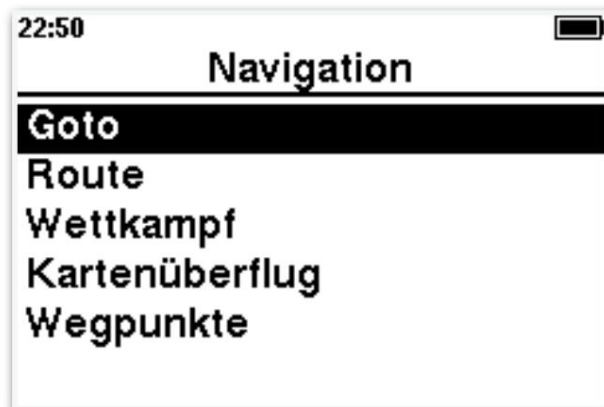 22:50
Navigation
Goto
Route
Wettkampf
Kartenüberflug
Wegpunkte